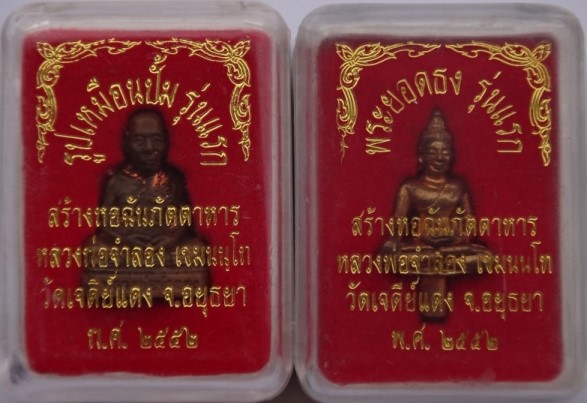 รูปเหมือนปั้ม รุ่นแรก
สร้างหอฉันภัตตาหาร
หลวงพ่อจำลอง เขมนนโท
วัดเจดีย์แดง จ.อยุธยา
พ.ศ. ๒๕๕๒
พระยอดธง รุ่นแรก
สร้างหอฉันภัตตาหาร
หลวงพ่อจำลอง เขมนนโท
วัดเจดีย์แดง จ.อยุธยา
พ.ศ. ๒๕๕๒